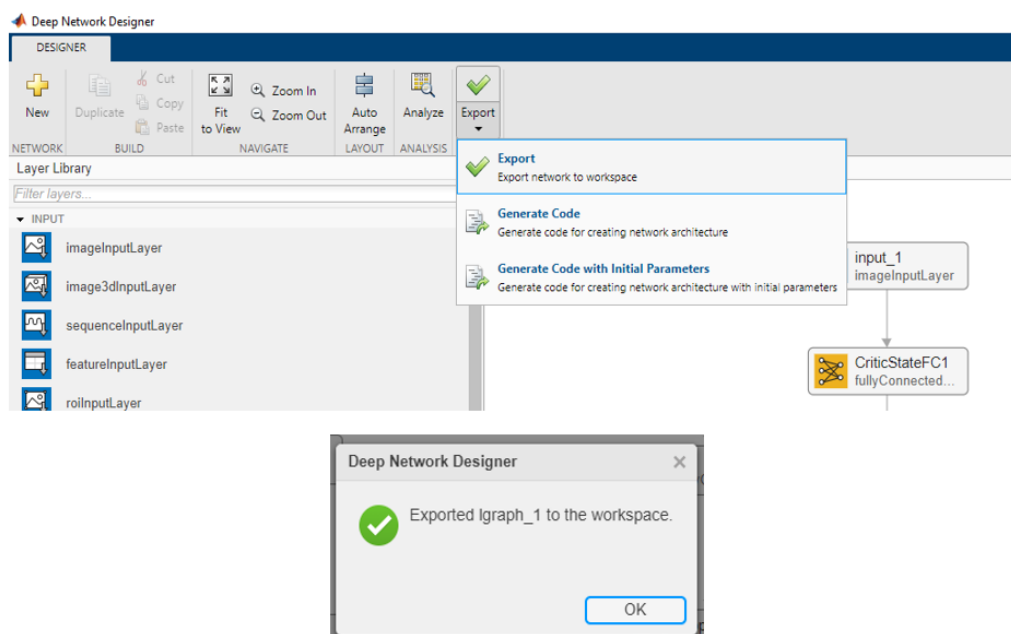 Deep Network Designer
DESIGNER
New
Duplicate
Cut
Copy
Paste
Fit
to View
Zoom In
Zoom Out
Auto
Arrange
Analyze
Export
NETWORK
BUILD
NAVIGATE
LAYOUT
ANALYSIS
Layer Library
Filter layers...
INPUT
imageInputLayer
image3dInputLayer
sequenceInputLayer
featureInputLayer
roiInputLayer
Export
Export network to workspace
Generate Code
Generate code for creating network architecture
Generate Code with Initial Parameters
Generate code for creating network architecture with initial parameters
input_1
imageInputLayer
CriticStateFC1
fullyConnected...
Deep Network Designer
Exported lgraph_1 to the workspace.
OK